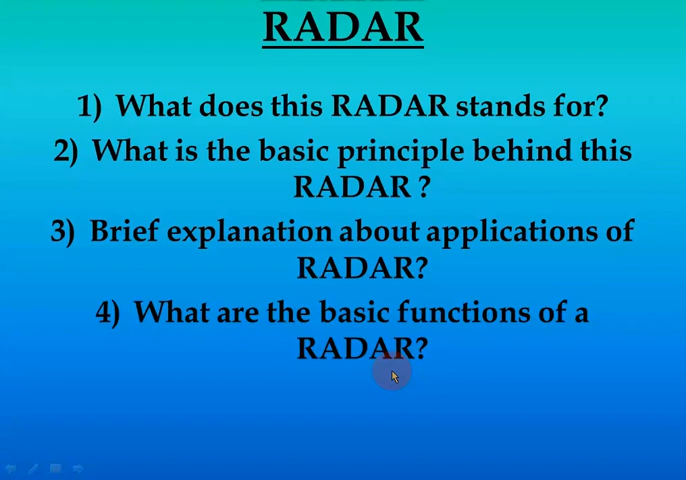 RADAR
1) What does this RADAR stands for?
2) What is the basic principle behind this
RADAR ?
3) Brief explanation about applications of
RADAR?
4) What are the basic functions of a
RADAR?